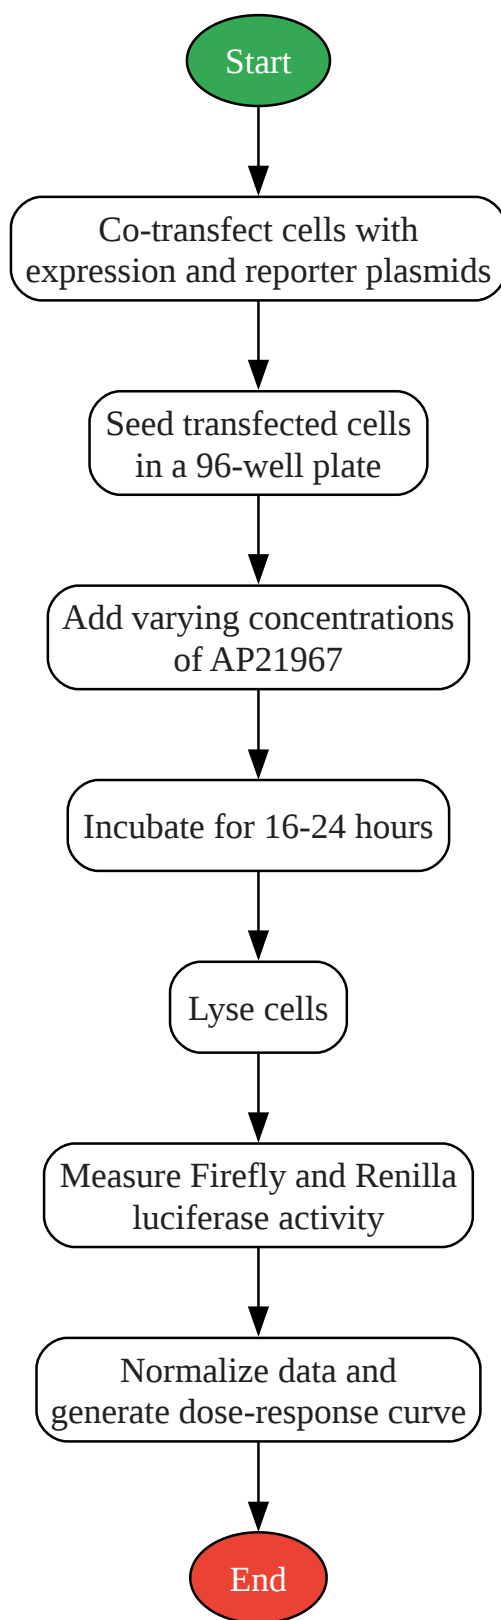 Start
Co-transfect cells with
expression and reporter plasmids
Seed transfected cells
in a 96-well plate
Add varying concentrations
of AP21967
Incubate for 16-24 hours
Lyse cells
Measure Firefly and Renilla
luciferase activity
Normalize data and
generate dose-response curve
End